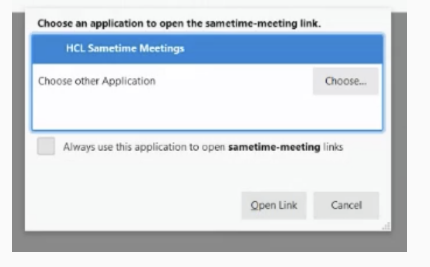 Choose an application to open the sametime-meeting link.
HCL Sametime Meetings
Choose other Application
Choose...
Always use this application to open sametime-meeting links
Open Link
Cancel